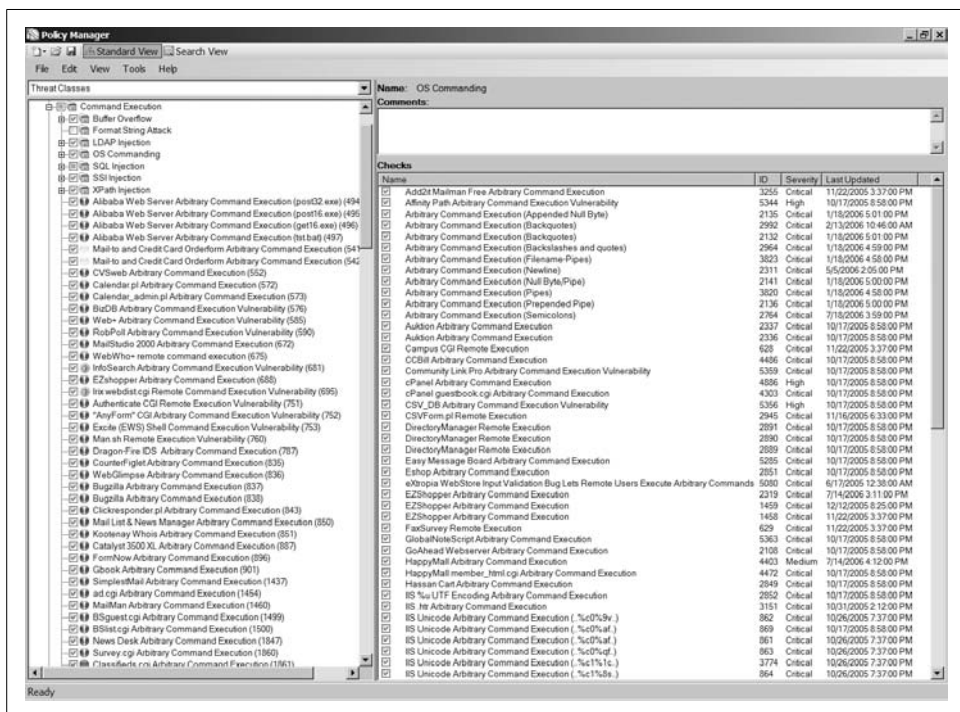 Policy Manager
Standard View Search View
File Edit View Tools Help
Threat Classes
Command Execution
Buffer Overflow
Format String Attack
LDAP Injection
OS Commanding
SQL Injection
SSI Injection
XPath Injection
Alibaba Web Server Arbitrary Command Execution (post32.exe) (494
Alibaba Web Server Arbitrary Command Execution (post16.exe) (495
Alibaba Web Server Arbitrary Command Execution (get16.exe) (496)
Alibaba Web Server Arbitrary Command Execution (tst.bat) (497)
Mail-to and Credit Card Orderform Arbitrary Command Execution (541
Mail-to and Credit Card Orderform Arbitrary Command Execution (542
CVSweb Arbitrary Command Execution (552)
Calendar.pl Arbitrary Command Execution (572)
Calendar_admin.pl Arbitrary Command Execution (573)
BizDB Arbitrary Command Execution Vulnerability (576)
Web+ Arbitrary Command Execution Vulnerability (585)
RobPoll Arbitrary Command Execution Vulnerability (590)
MailStudio 2000 Arbitrary Command Execution (672)
WebWho+ remote command execution (675)
InfoSearch Arbitrary Command Execution Vulnerability (681)
EZshopper Arbitrary Command Execution (688)
Irix webdist.cgi Remote Command Execution Vulnerability (695)
Authenticate CGI Remote Execution Vulnerability (751)
"AnyForm" CGI Arbitrary Command Execution Vulnerability (752)
Excite (EWS) Shell Command Execution Vulnerability (753)
Man.sh Remote Execution Vulnerability (760)
Dragon-Fire IDS Arbitrary Command Execution (787)
CounterFiglet Arbitrary Command Execution (835)
WebGlimpse Arbitrary Command Execution (836)
Bugzilla Arbitrary Command Execution (837)
Bugzilla Arbitrary Command Execution (838)
Clickresponder.pl Arbitrary Command Execution (843)
Mail List & News Manager Arbitrary Command Execution (850)
Kootenay Whois Arbitrary Command Execution (851)
Catalyst 3500 XL Arbitrary Command Execution (887)
FormNow Arbitrary Command Execution (896)
Gbook Arbitrary Command Execution (901)
SimplestMail Arbitrary Command Execution (1437)
ad.cgi Arbitrary Command Execution (1454)
MailMan Arbitrary Command Execution (1460)
BSguest.cgi Arbitrary Command Execution (1499)
BSlist.cgi Arbitrary Command Execution (1500)
News Desk Arbitrary Command Execution (1847)
Survey.cgi Arbitrary Command Execution (1860)
Classifieds.cgi Arbitrary Command Execution (1861)
Name: OS Commanding
Comments:
Checks
Name ID Severity Last Updated
Add2it Mailman Free Arbitrary Command Execution 3255 Critical 11/22/2005 3:37:00 PM
Affinity Path Arbitrary Command Execution Vulnerability 5344 High 10/17/2005 8:58:00 PM
Arbitrary Command Execution (Appended Null Byte) 2135 Critical 1/18/2006 5:01:00 PM
Arbitrary Command Execution (Backquotes) 2992 Critical 2/13/2006 10:46:00 AM
Arbitrary Command Execution (Backquotes) 2132 Critical 1/18/2006 5:01:00 PM
Arbitrary Command Execution (Backslashes and quotes) 2964 Critical 1/18/2006 4:59:00 PM
Arbitrary Command Execution (Filename-Pipes) 3823 Critical 1/18/2006 4:58:00 PM
Arbitrary Command Execution (Newline) 2311 Critical 5/5/2006 2:05:00 PM
Arbitrary Command Execution (Null Byte/Pipe) 2141 Critical 1/18/2006 5:00:00 PM
Arbitrary Command Execution (Pipes) 3820 Critical 1/18/2006 4:58:00 PM
Arbitrary Command Execution (Prepended Pipe) 2136 Critical 1/18/2006 5:00:00 PM
Arbitrary Command Execution (Semicolons) 2764 Critical 7/18/2006 3:59:00 PM
Auktion Arbitrary Command Execution 2337 Critical 10/17/2005 8:58:00 PM
Auktion Arbitrary Command Execution 2336 Critical 10/17/2005 8:58:00 PM
Campus CGI Remote Execution 628 Critical 11/22/2005 3:37:00 PM
CCBill Arbitrary Command Execution 4486 Critical 10/17/2005 8:58:00 PM
Community Link Pro Arbitrary Command Execution Vulnerability 5359 Critical 10/17/2005 8:58:00 PM
cPanel Arbitrary Command Execution 4886 High 10/17/2005 8:58:00 PM
cPanel guestbook.cgi Arbitrary Command Execution 4303 Critical 10/17/2005 8:58:00 PM
CSV_DB Arbitrary Command Execution Vulnerability 5356 High 10/17/2005 8:58:00 PM
CSVForm.pl Remote Execution 2945 Critical 11/16/2005 6:33:00 PM
DirectoryManager Remote Execution 2891 Critical 10/17/2005 8:58:00 PM
DirectoryManager Remote Execution 2890 Critical 10/17/2005 8:58:00 PM
DirectoryManager Remote Execution 2889 Critical 10/17/2005 8:58:00 PM
Easy Message Board Arbitrary Command Execution 5285 Critical 10/17/2005 8:58:00 PM
Eshop Arbitrary Command Execution 2851 Critical 10/17/2005 8:58:00 PM
eXtropia WebStore Input Validation Bug Lets Remote Users Execute Arbitrary Commands 5080 Critical 6/17/2005 12:38:00 AM
EZShopper Arbitrary Command Execution 2319 Critical 7/14/2006 3:11:00 PM
EZShopper Arbitrary Command Execution 1459 Critical 12/12/2005 8:25:00 PM
EZShopper Arbitrary Command Execution 1458 Critical 11/22/2005 3:37:00 PM
FaxSurvey Remote Execution 629 Critical 11/22/2005 3:37:00 PM
GlobalNoteScript Arbitrary Command Execution 5363 Critical 10/17/2005 8:58:00 PM
GoAhead Webserver Arbitrary Command Execution 2108 Critical 10/17/2005 8:58:00 PM
HappyMall Arbitrary Command Execution 4403 Medium 7/14/2006 4:12:00 PM
HappyMall member_html.cgi Arbitrary Command Execution 4472 Critical 10/17/2005 8:58:00 PM
Hassan Cart Arbitrary Command Execution 2849 Critical 10/17/2005 8:58:00 PM
IIS %u UTF Encoding Arbitrary Command Execution 2852 Critical 10/17/2005 8:58:00 PM
IIS .htr Arbitrary Command Execution 3151 Critical 10/31/2005 2:12:00 PM
IIS Unicode Arbitrary Command Execution (..%c0%9v..) 862 Critical 10/26/2005 7:37:00 PM
IIS Unicode Arbitrary Command Execution (..%c0%af..) 869 Critical 10/17/2005 8:58:00 PM
IIS Unicode Arbitrary Command Execution (..%c0%af..) 861 Critical 10/26/2005 7:37:00 PM
IIS Unicode Arbitrary Command Execution (..%c0%qf..) 863 Critical 10/26/2005 7:37:00 PM
IIS Unicode Arbitrary Command Execution (..%c1%1c..) 3774 Critical 10/26/2005 7:37:00 PM
IIS Unicode Arbitrary Command Execution (..%c1%8s..) 864 Critical 10/26/2005 7:37:00 PM
Ready